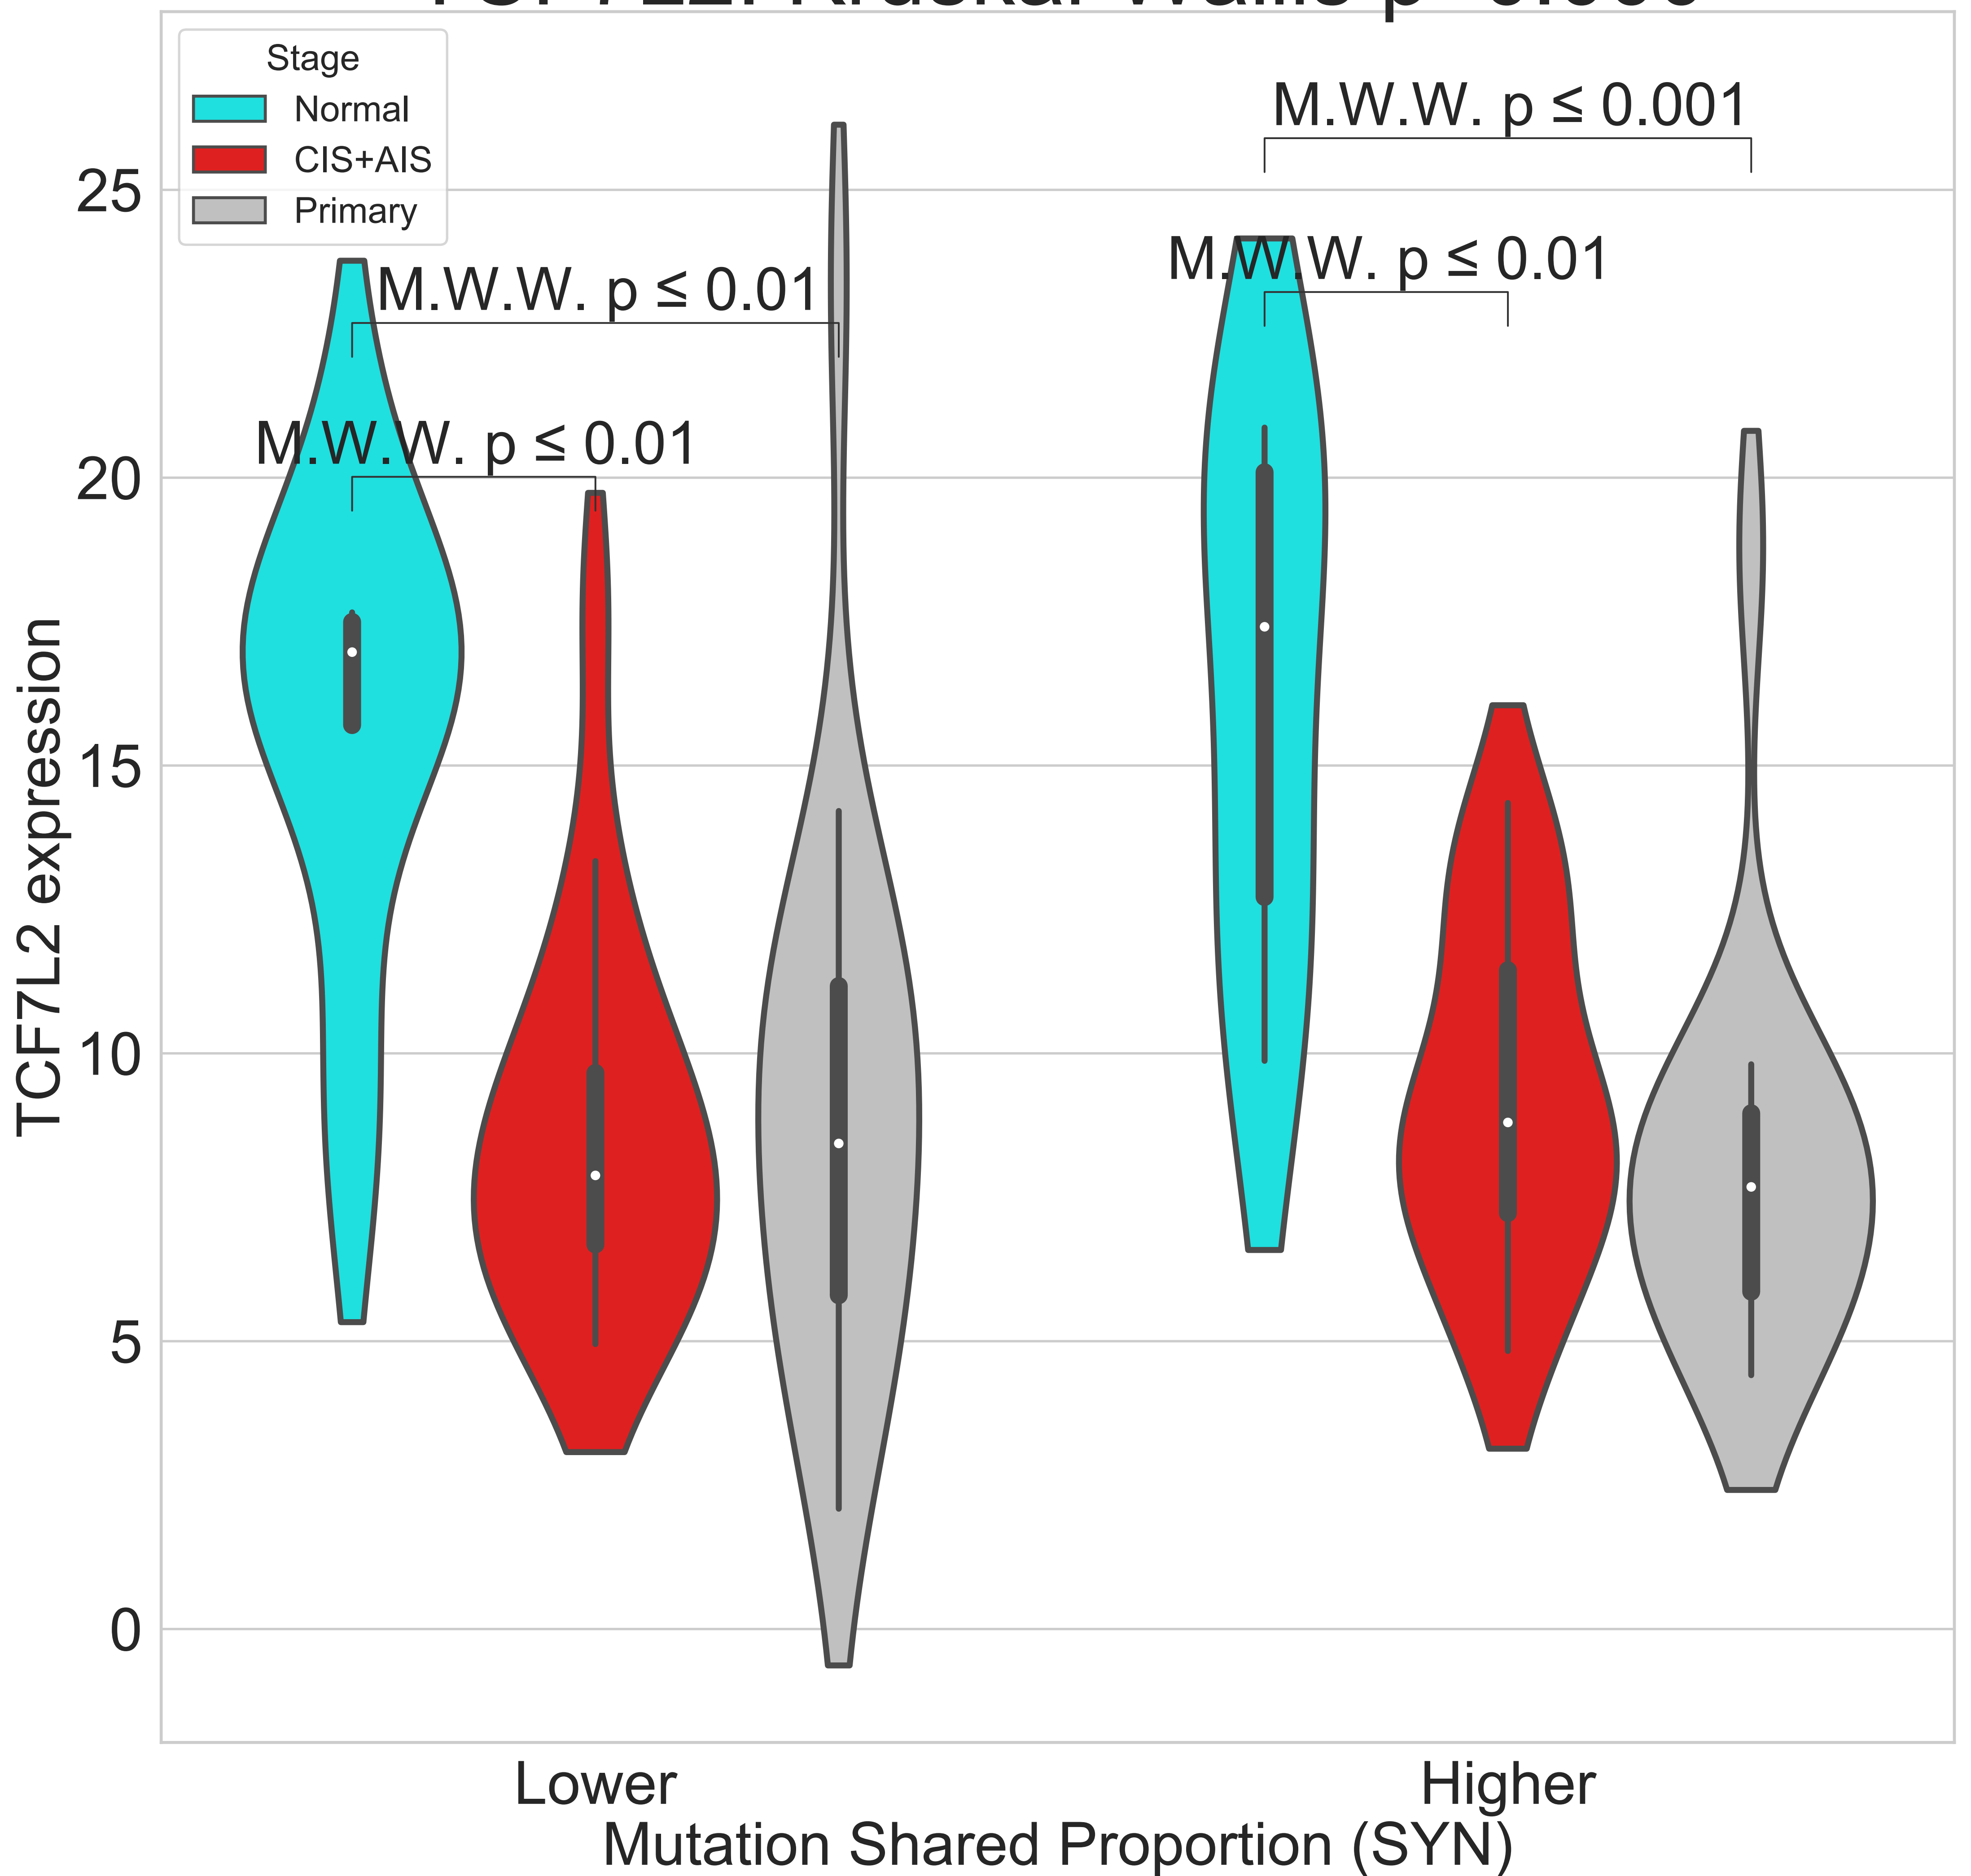 Stage
Normal
CIS+AIS
Primary
M.W.W. p ≤ 0.001
M.W.W. p ≤ 0.01
M.W.W. p ≤ 0.01
M.W.W. p ≤ 0.01
25
20
15
10
5
0
TCF7L2 expression
Lower
Higher
Mutation Shared Proportion (SYN)